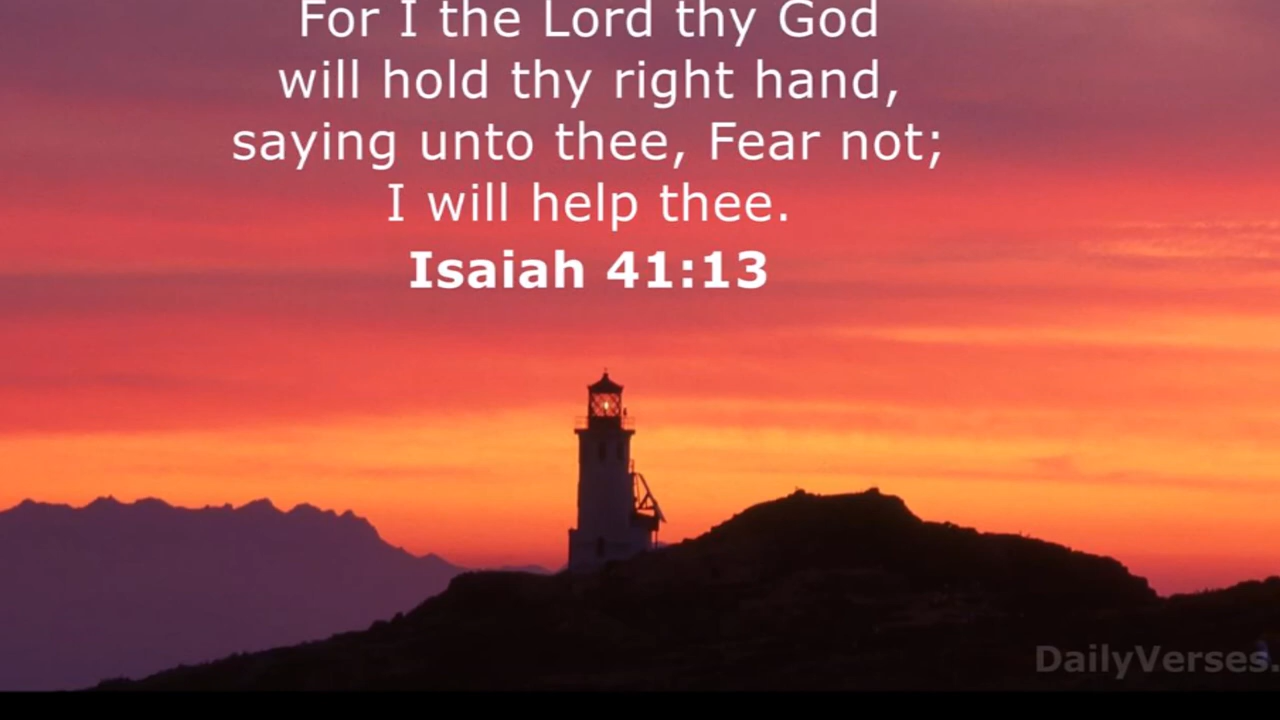 For I the Lord thy God
will hold thy right hand,
saying unto thee, Fear not;
I will help thee.
Isaiah 41:13
DailyVerses.